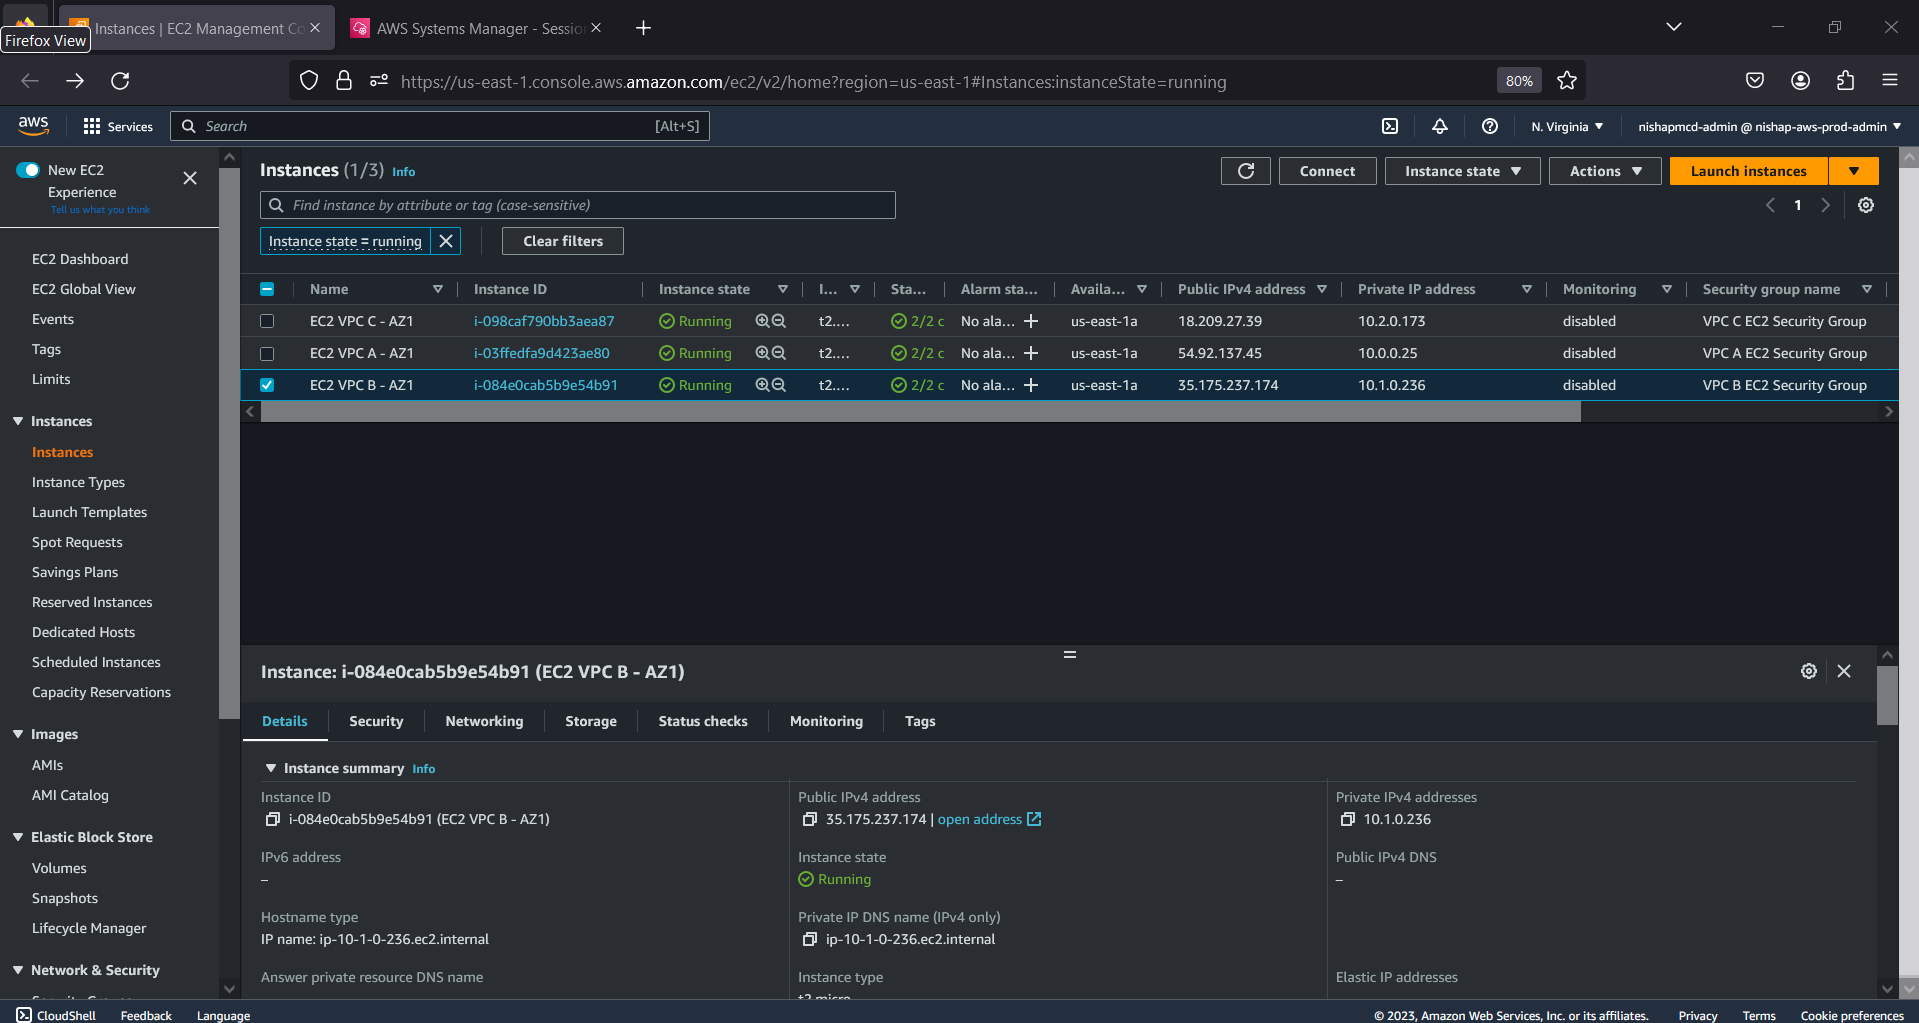 Instances | EC2 Management Co
AWS Systems Manager - Session
Firefox View
https://us-east-1.console.aws.amazon.com/ec2/v2/home?region=us-east-1#Instances:instanceState=running
80%
aws
Services
Search
[Alt+S]
N. Virginia
nishapmcd-admin @ nishap-aws-prod-admin
New EC2
Experience
Tell us what you think
EC2 Dashboard
EC2 Global View
Events
Tags
Limits
Instances
Instances
Instance Types
Launch Templates
Spot Requests
Savings Plans
Reserved Instances
Dedicated Hosts
Scheduled Instances
Capacity Reservations
Images
AMIs
AMI Catalog
Elastic Block Store
Volumes
Snapshots
Lifecycle Manager
Network & Security
Instances (1/3) Info
Connect
Instance state
Actions
Launch instances
Find instance by attribute or tag (case-sensitive)
1
Instance state = running
Clear filters
Name Instance ID Instance state I... Sta... Alarm sta... Availa... Public IPv4 address Private IP address Monitoring Security group name
EC2 VPC C - AZ1 i-098caf790bb3aea87 Running t2.... 2/2 c No ala... + us-east-1a 18.209.27.39 10.2.0.173 disabled VPC C EC2 Security Group
EC2 VPC A - AZ1 i-03ffedfa9d423ae80 Running t2.... 2/2 c No ala... + us-east-1a 54.92.137.45 10.0.0.25 disabled VPC A EC2 Security Group
EC2 VPC B - AZ1 i-084e0cab5b9e54b91 Running t2.... 2/2 c No ala... + us-east-1a 35.175.237.174 10.1.0.236 disabled VPC B EC2 Security Group
Instance: i-084e0cab5b9e54b91 (EC2 VPC B - AZ1)
Details Security Networking Storage Status checks Monitoring Tags
Instance summary Info
Instance ID
i-084e0cab5b9e54b91 (EC2 VPC B - AZ1)
Public IPv4 address
35.175.237.174 | open address
Private IPv4 addresses
10.1.0.236
IPv6 address
–
Instance state
Running
Public IPv4 DNS
–
Hostname type
IP name: ip-10-1-0-236.ec2.internal
Private IP DNS name (IPv4 only)
ip-10-1-0-236.ec2.internal
Answer private resource DNS name
Instance type
t2.micro
Elastic IP addresses
CloudShell Feedback Language
© 2023, Amazon Web Services, Inc. or its affiliates. Privacy Terms Cookie preferences